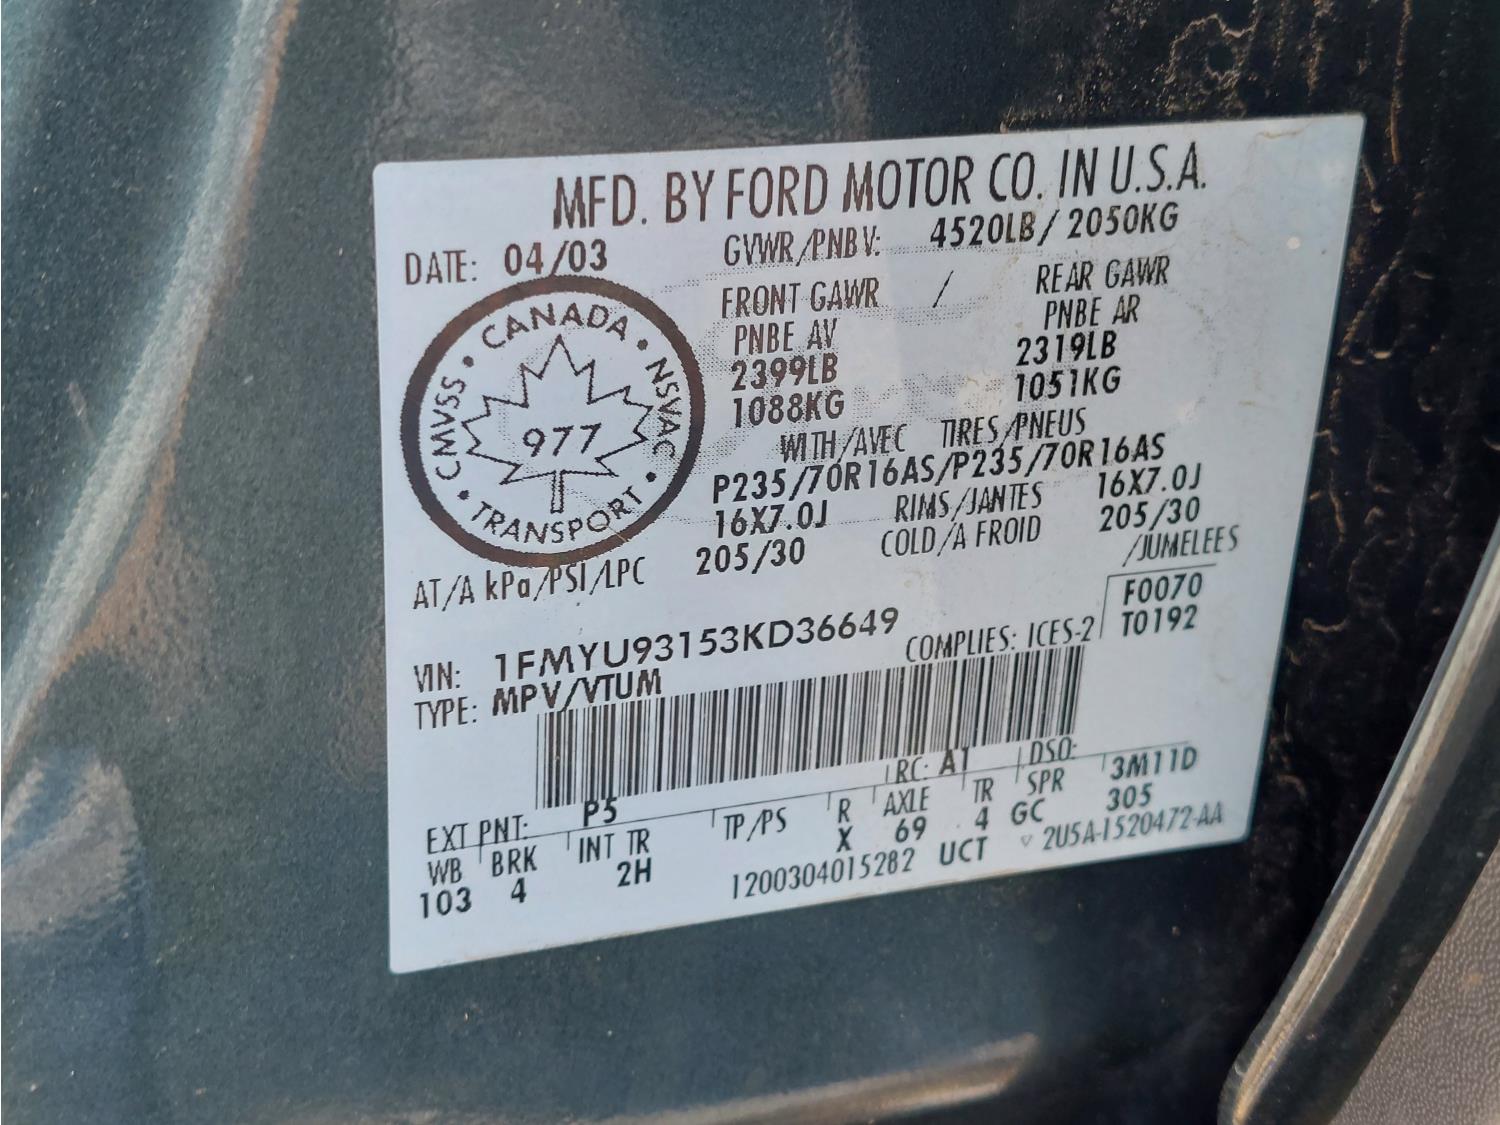 MFD. BY FORD MOTOR CO. IN U.S.A.
DATE: 04/03 GVWR/PNBV: 4520LB/2050KG
FRONT GAWR / REAR GAWR
PNBE AV PNBE AR
2399LB 2319LB
1088KG 1051KG
WITH/AVEC TIRES/PNEUS
P235/70R16AS/P235/70R16AS
16X7.0J RIMS/JANTES 16X7.0J
AT/A kPa/PSI/LPC 205/30 COLD/A FROID 205/30
/JUMELEES
CANADA
CMVSS • NSVAC
977
TRANSPORT
VIN: 1FMYU93153KD36649 COMPLIES: ICES-2 F0070
TYPE: MPV/VTUM T0192
EXT PNT: P5 RC: A1 DSO: 3M11D
WB BRK INT TR TP/PS R AXLE TR SPR 305
103 4 2H X 69 4 GC
1200304015282 UCT ▽ 2U5A-1520472-AA